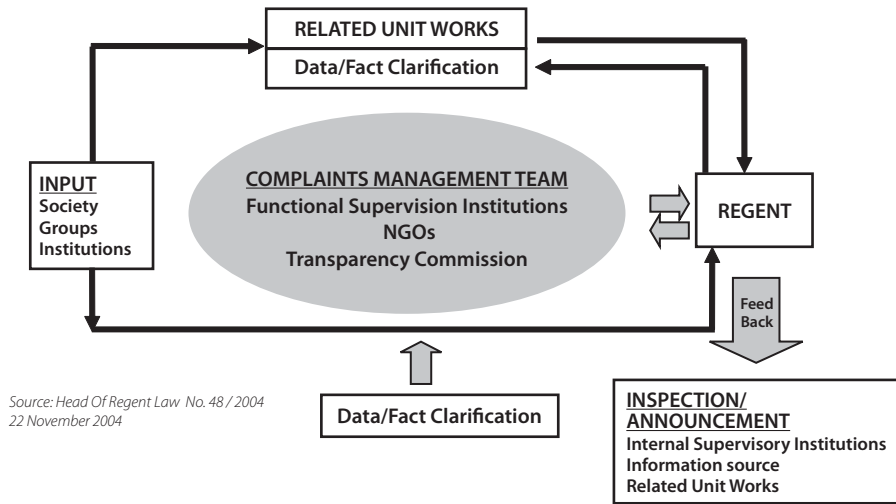 RELATED UNIT WORKS
Data/Fact Clarification
INPUT
Society
Groups
Institutions
COMPLAINTS MANAGEMENT TEAM
Functional Supervision Institutions
NGOs
Transparency Commission
REGENT
Feed
Back
Source: Head Of Regent Law No. 48 / 2004
22 November 2004
Data/Fact Clarification
INSPECTION/
ANNOUNCEMENT
Internal Supervisory Institutions
Information source
Related Unit Works